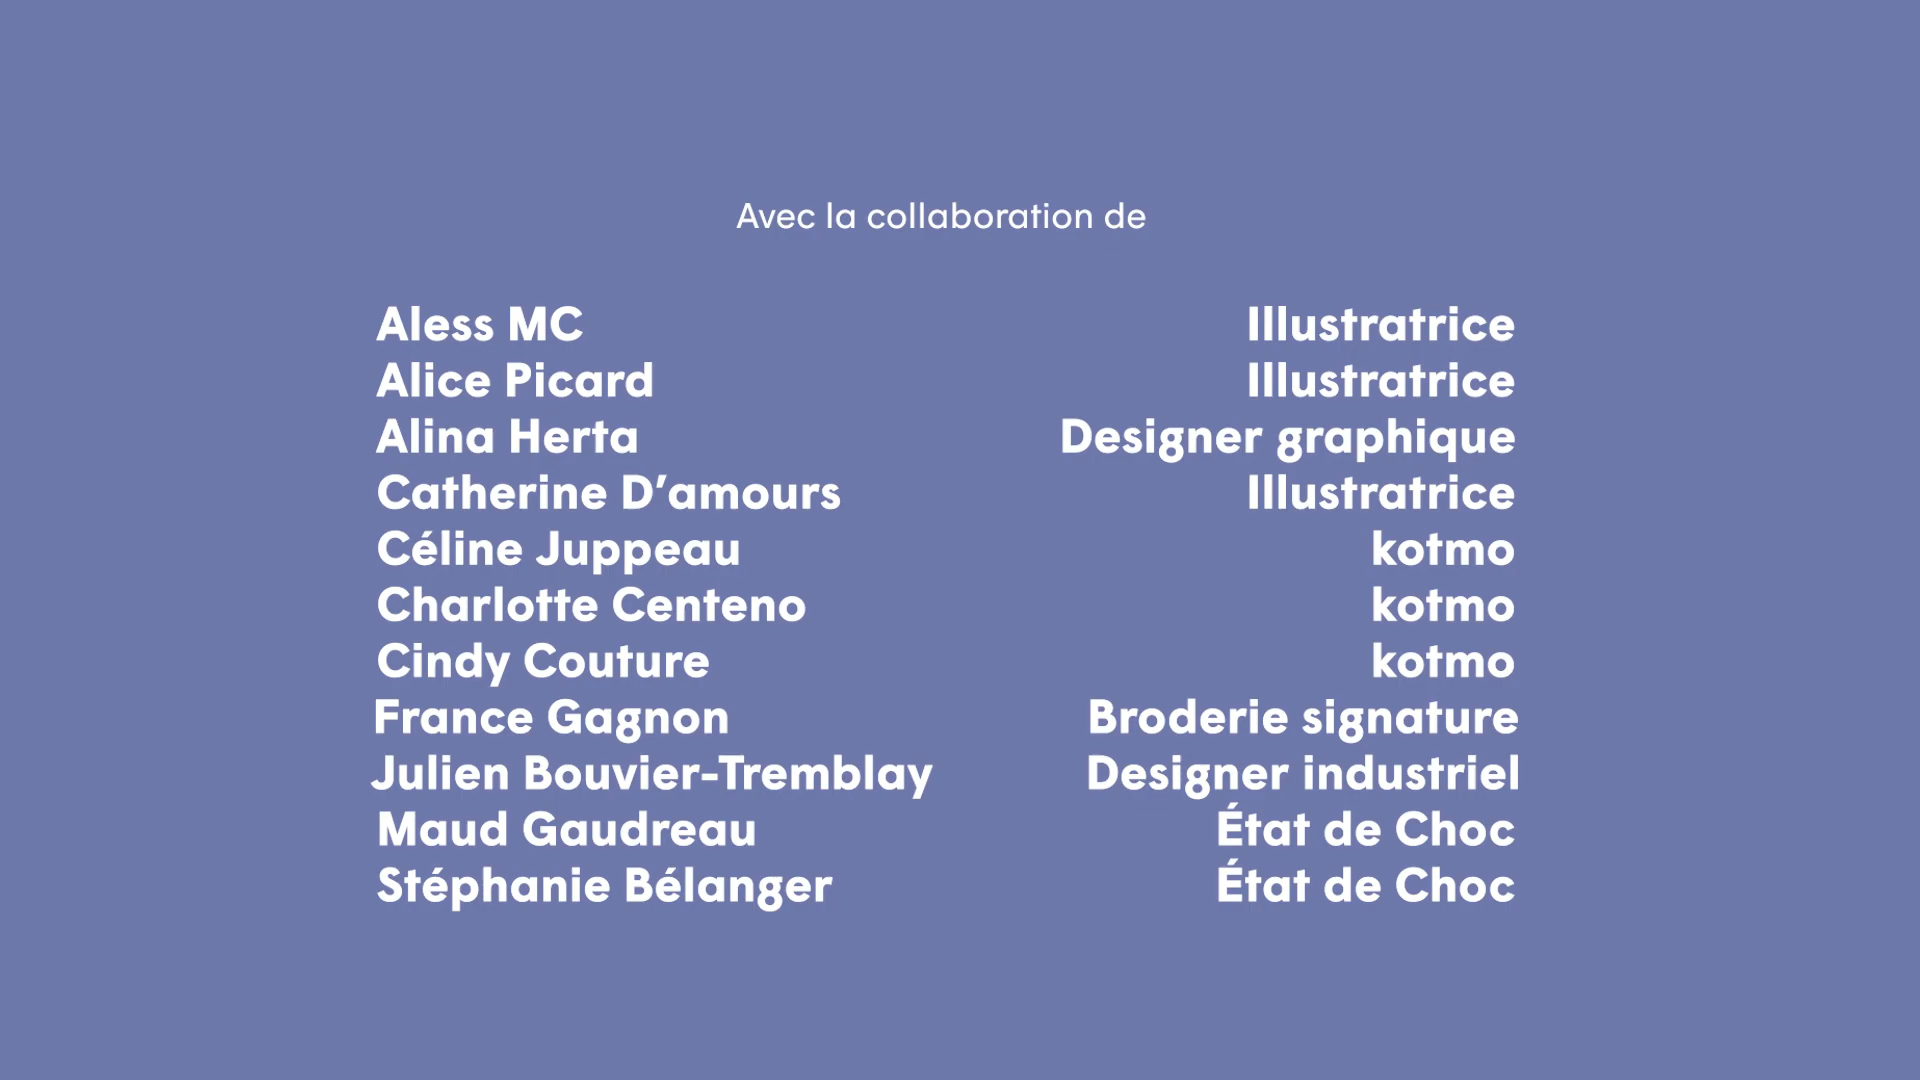 Avec la collaboration de
Aless MC Illustratrice
Alice Picard Illustratrice
Alina Herta Designer graphique
Catherine D’amours Illustratrice
Céline Juppeau kotmo
Charlotte Centeno kotmo
Cindy Couture kotmo
France Gagnon Broderie signature
Julien Bouvier-Tremblay Designer industriel
Maud Gaudreau État de Choc
Stéphanie Bélanger État de Choc